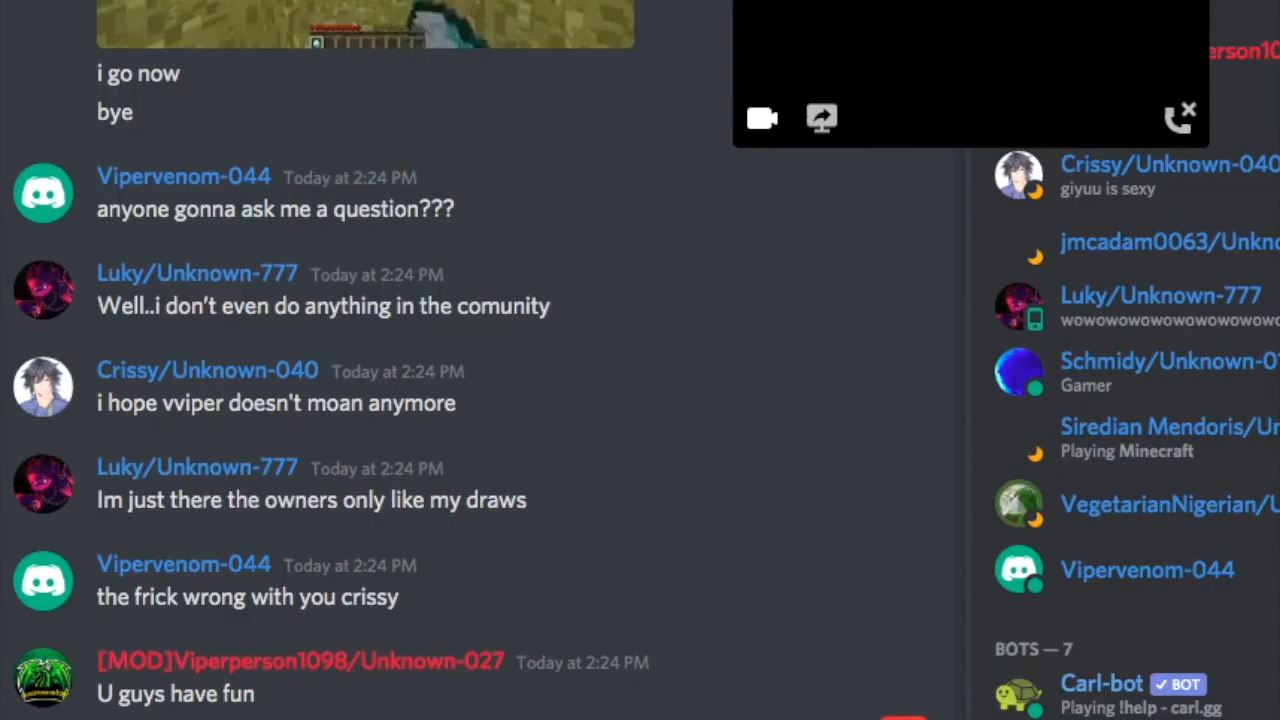 i go now
bye
Vipervenom-044 Today at 2:24 PM
anyone gonna ask me a question???
Luky/Unknown-777 Today at 2:24 PM
Well..i don't even do anything in the comunity
Crissy/Unknown-040 Today at 2:24 PM
i hope vviper doesn't moan anymore
Luky/Unknown-777 Today at 2:24 PM
Im just there the owners only like my draws
Vipervenom-044 Today at 2:24 PM
the frick wrong with you crissy
[MOD]Viperperson1098/Unknown-027 Today at 2:24 PM
U guys have fun
erson10
Crissy/Unknown-040
giyuu is sexy
jmcadam0063/Unkno
Luky/Unknown-777
wowowowowowowowowowo
Schmidy/Unknown-0
Gamer
Siredian Mendoris/Un
Playing Minecraft
VegetarianNigerian/U
Vipervenom-044
BOTS — 7
Carl-bot ✓ BOT
Playing !help - carl.gg